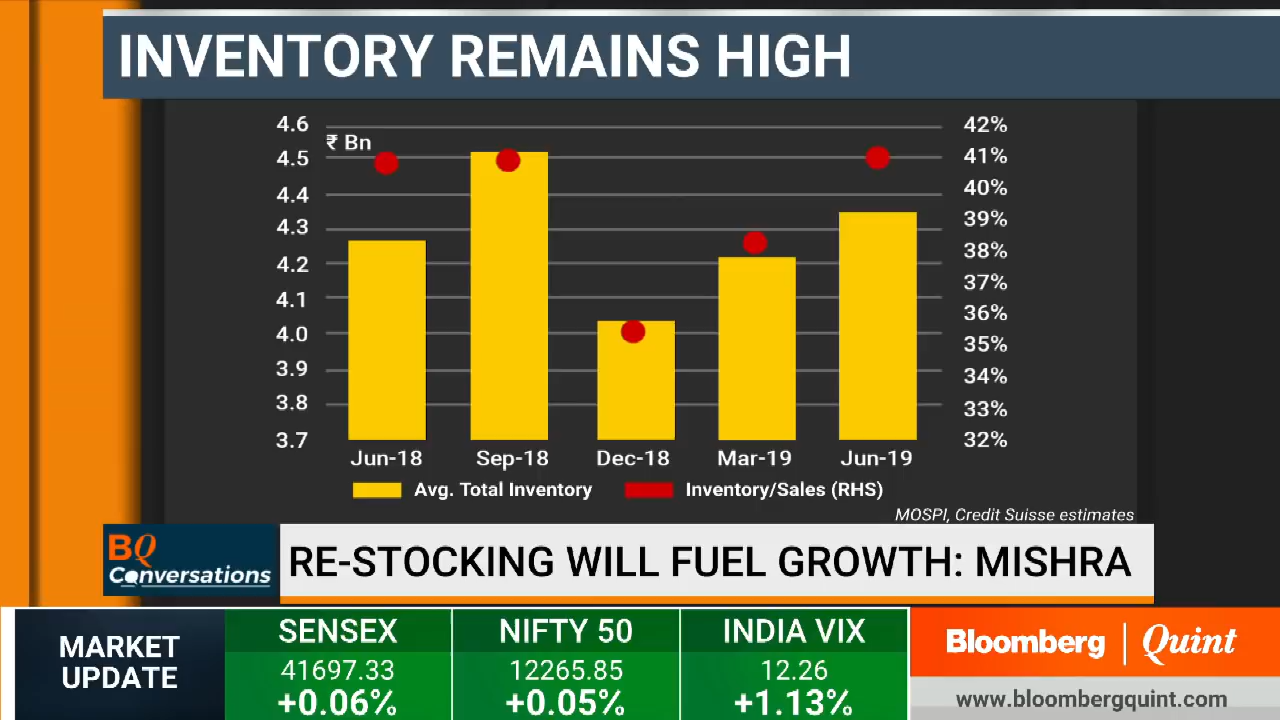 INVENTORY REMAINS HIGH
4.6
4.5
4.4
4.3
4.2
4.1
4.0
3.9
3.8
3.7
₹ Bn
42%
41%
40%
39%
38%
37%
36%
35%
34%
33%
32%
Jun-18 Sep-18 Dec-18 Mar-19 Jun-19
Avg. Total Inventory Inventory/Sales (RHS)
MOSPI, Credit Suisse estimates
BQ
Conversations
RE-STOCKING WILL FUEL GROWTH: MISHRA
MARKET
UPDATE
SENSEX
41697.33
+0.06%
NIFTY 50
12265.85
+0.05%
INDIA VIX
12.26
+1.13%
Bloomberg | Quint
www.bloombergquint.com